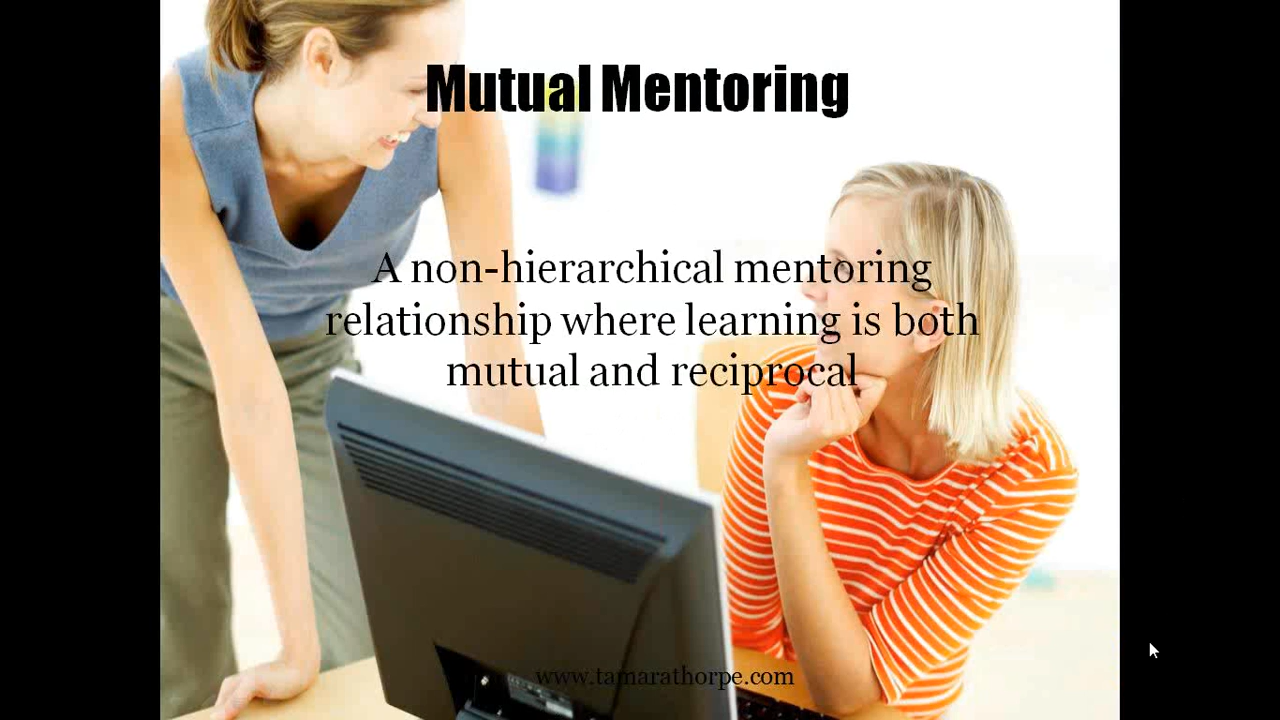 Mutual Mentoring
A non-hierarchical mentoring
relationship where learning is both
mutual and reciprocal
www.tamarathorpe.com